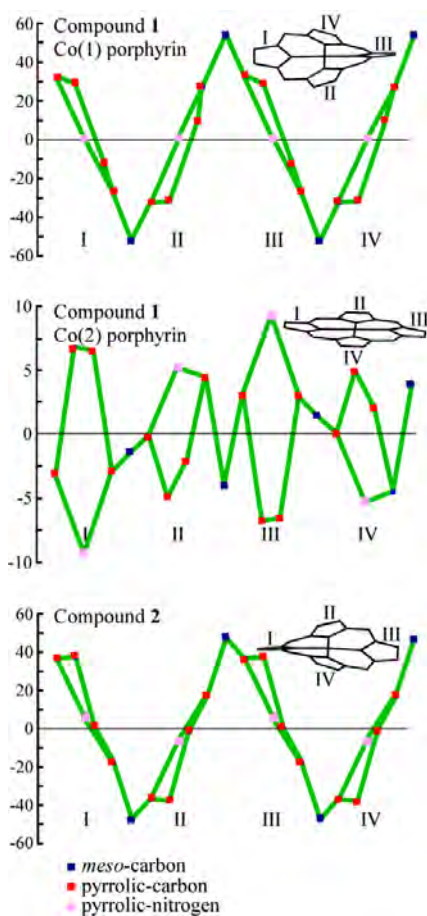 Compound 1
Co(1) porphyrin
60
40
20
0
-20
-40
-60
I
II
III
IV
I
II
III
IV
Compound 1
Co(2) porphyrin
10
5
0
-5
-10
I
II
III
IV
I
II
III
IV
Compound 2
60
40
20
0
-20
-40
-60
I
II
III
IV
I
II
III
IV
meso-carbon
pyrrolic-carbon
pyrrolic-nitrogen